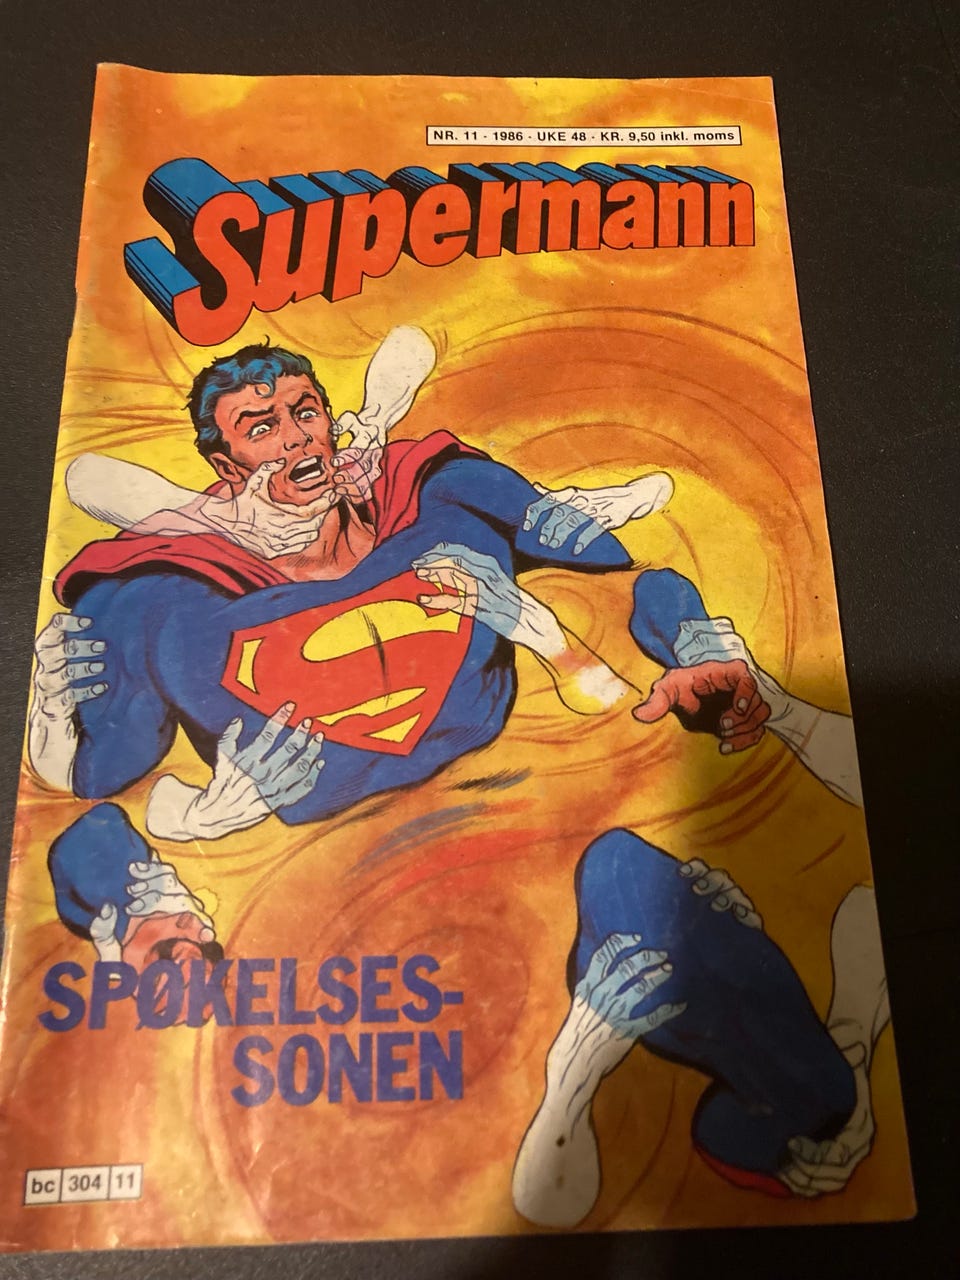 NR. 11 - 1986 - UKE 48 - KR. 9,50 inkl. moms
Supermann
S
SPØKELSES-
SONEN
bc 304 11